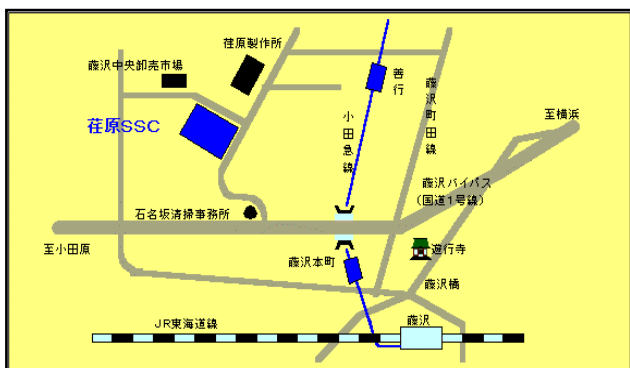 荏原製作所
藤沢中央卸売市場
荏原SSC
善行
小田急線
藤沢町田線
至横浜
藤沢バイパス
(国道1号線)
石名坂清掃事務所
至小田原
遊行寺
藤沢本町
藤沢橋
JR東海道線
藤沢